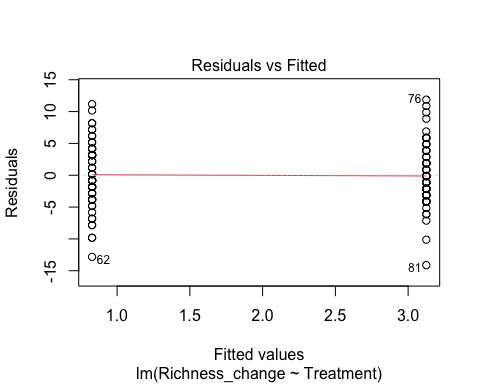 Residuals vs Fitted
Residuals
15
10
5
0
-5
-15
76
62
81
1.0 1.5 2.0 2.5 3.0
Fitted values
lm(Richness_change ~ Treatment)